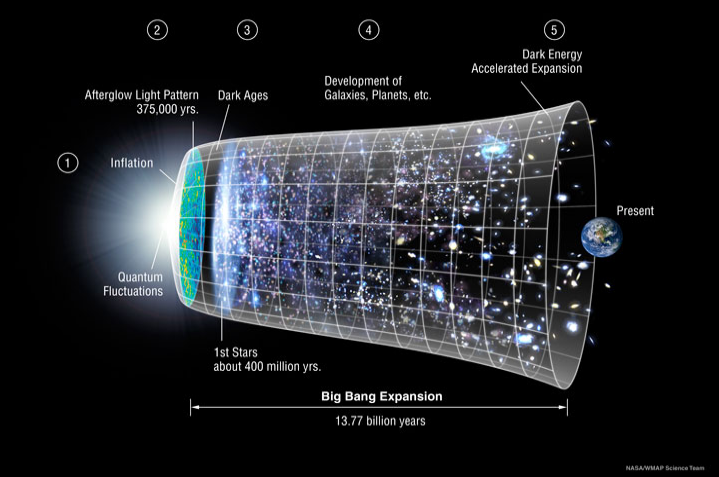 1
2
3
4
5
Afterglow Light Pattern
375,000 yrs.
Dark Ages
Development of
Galaxies, Planets, etc.
Dark Energy
Accelerated Expansion
Inflation
Quantum
Fluctuations
Present
1st Stars
about 400 million yrs.
Big Bang Expansion
13.77 billion years
NASA/WMAP Science Team